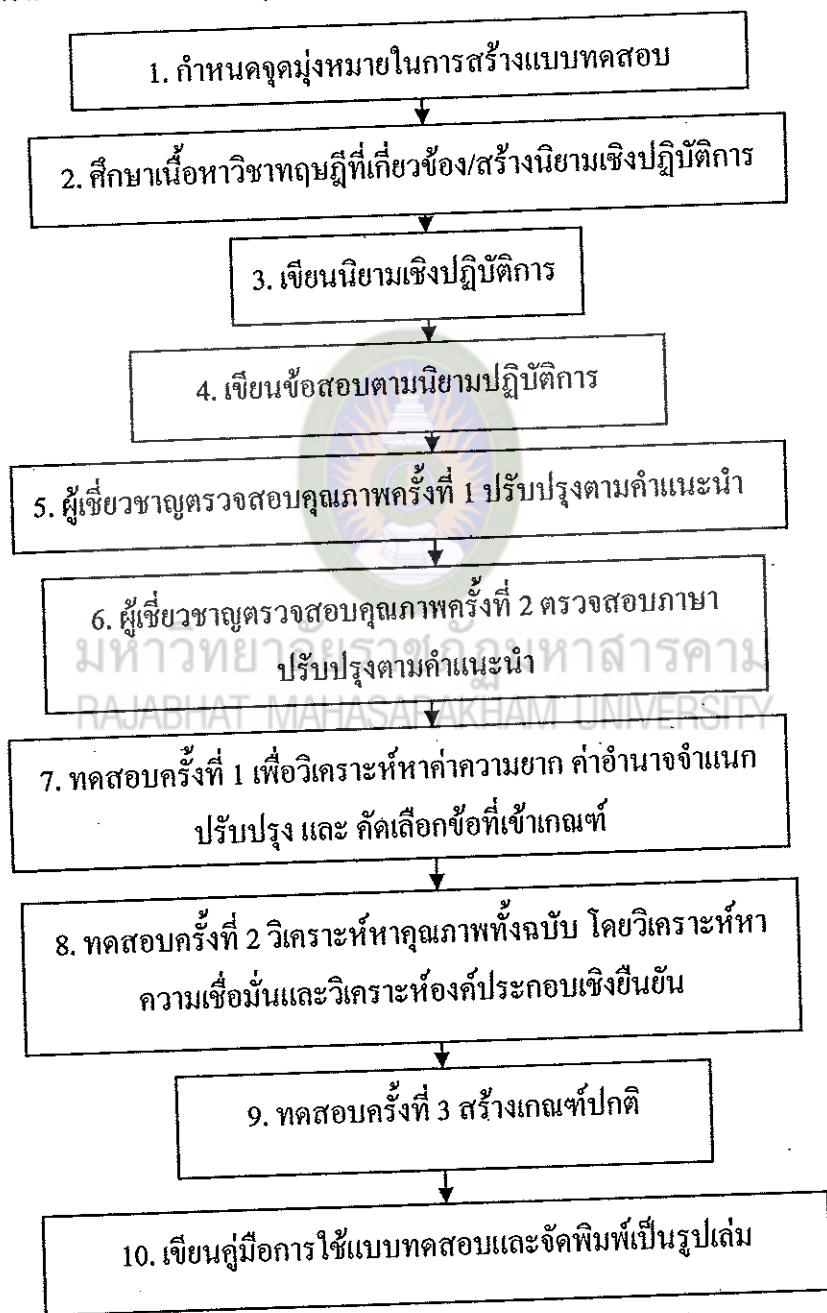 1. กำหนดจุดมุ่งหมายในการสร้างแบบทดสอบ
2. ศึกษาเนื้อหาวิชาทฤษฎีที่เกี่ยวข้อง/สร้างนิยามเชิงปฏิบัติการ
3. เขียนนิยามเชิงปฏิบัติการ
4. เขียนข้อสอบตามนิยามปฏิบัติการ
5. ผู้เชี่ยวชาญตรวจสอบคุณภาพครั้งที่ 1 ปรับปรุงตามคำแนะนำ
6. ผู้เชี่ยวชาญตรวจสอบคุณภาพครั้งที่ 2 ตรวจสอบภาษา
ปรับปรุงตามคำแนะนำ
มหาวิทยาลัยราชภัฏมหาสารคาม
RAJABHAT MAHASARAKHAM UNIVERSITY
7. ทดสอบครั้งที่ 1 เพื่อวิเคราะห์หาค่าความยาก ค่าอำนาจจำแนก
ปรับปรุง และ คัดเลือกข้อที่เข้าเกณฑ์
8. ทดสอบครั้งที่ 2 วิเคราะห์หาคุณภาพทั้งฉบับ โดยวิเคราะห์หา
ความเชื่อมั่นและวิเคราะห์องค์ประกอบเชิงยืนยัน
9. ทดสอบครั้งที่ 3 สร้างเกณฑ์ปกติ
10. เขียนคู่มือการใช้แบบทดสอบและจัดพิมพ์เป็นรูปเล่ม